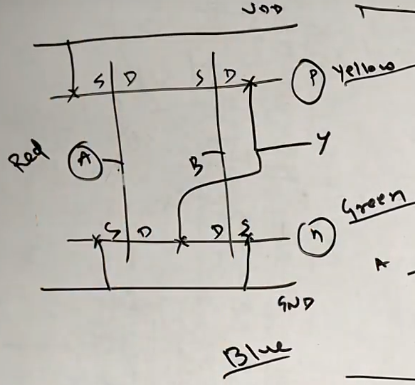 VDD
S D S D P Yellow
Red A B Y
Green
S D D S n
A
GND
Blue